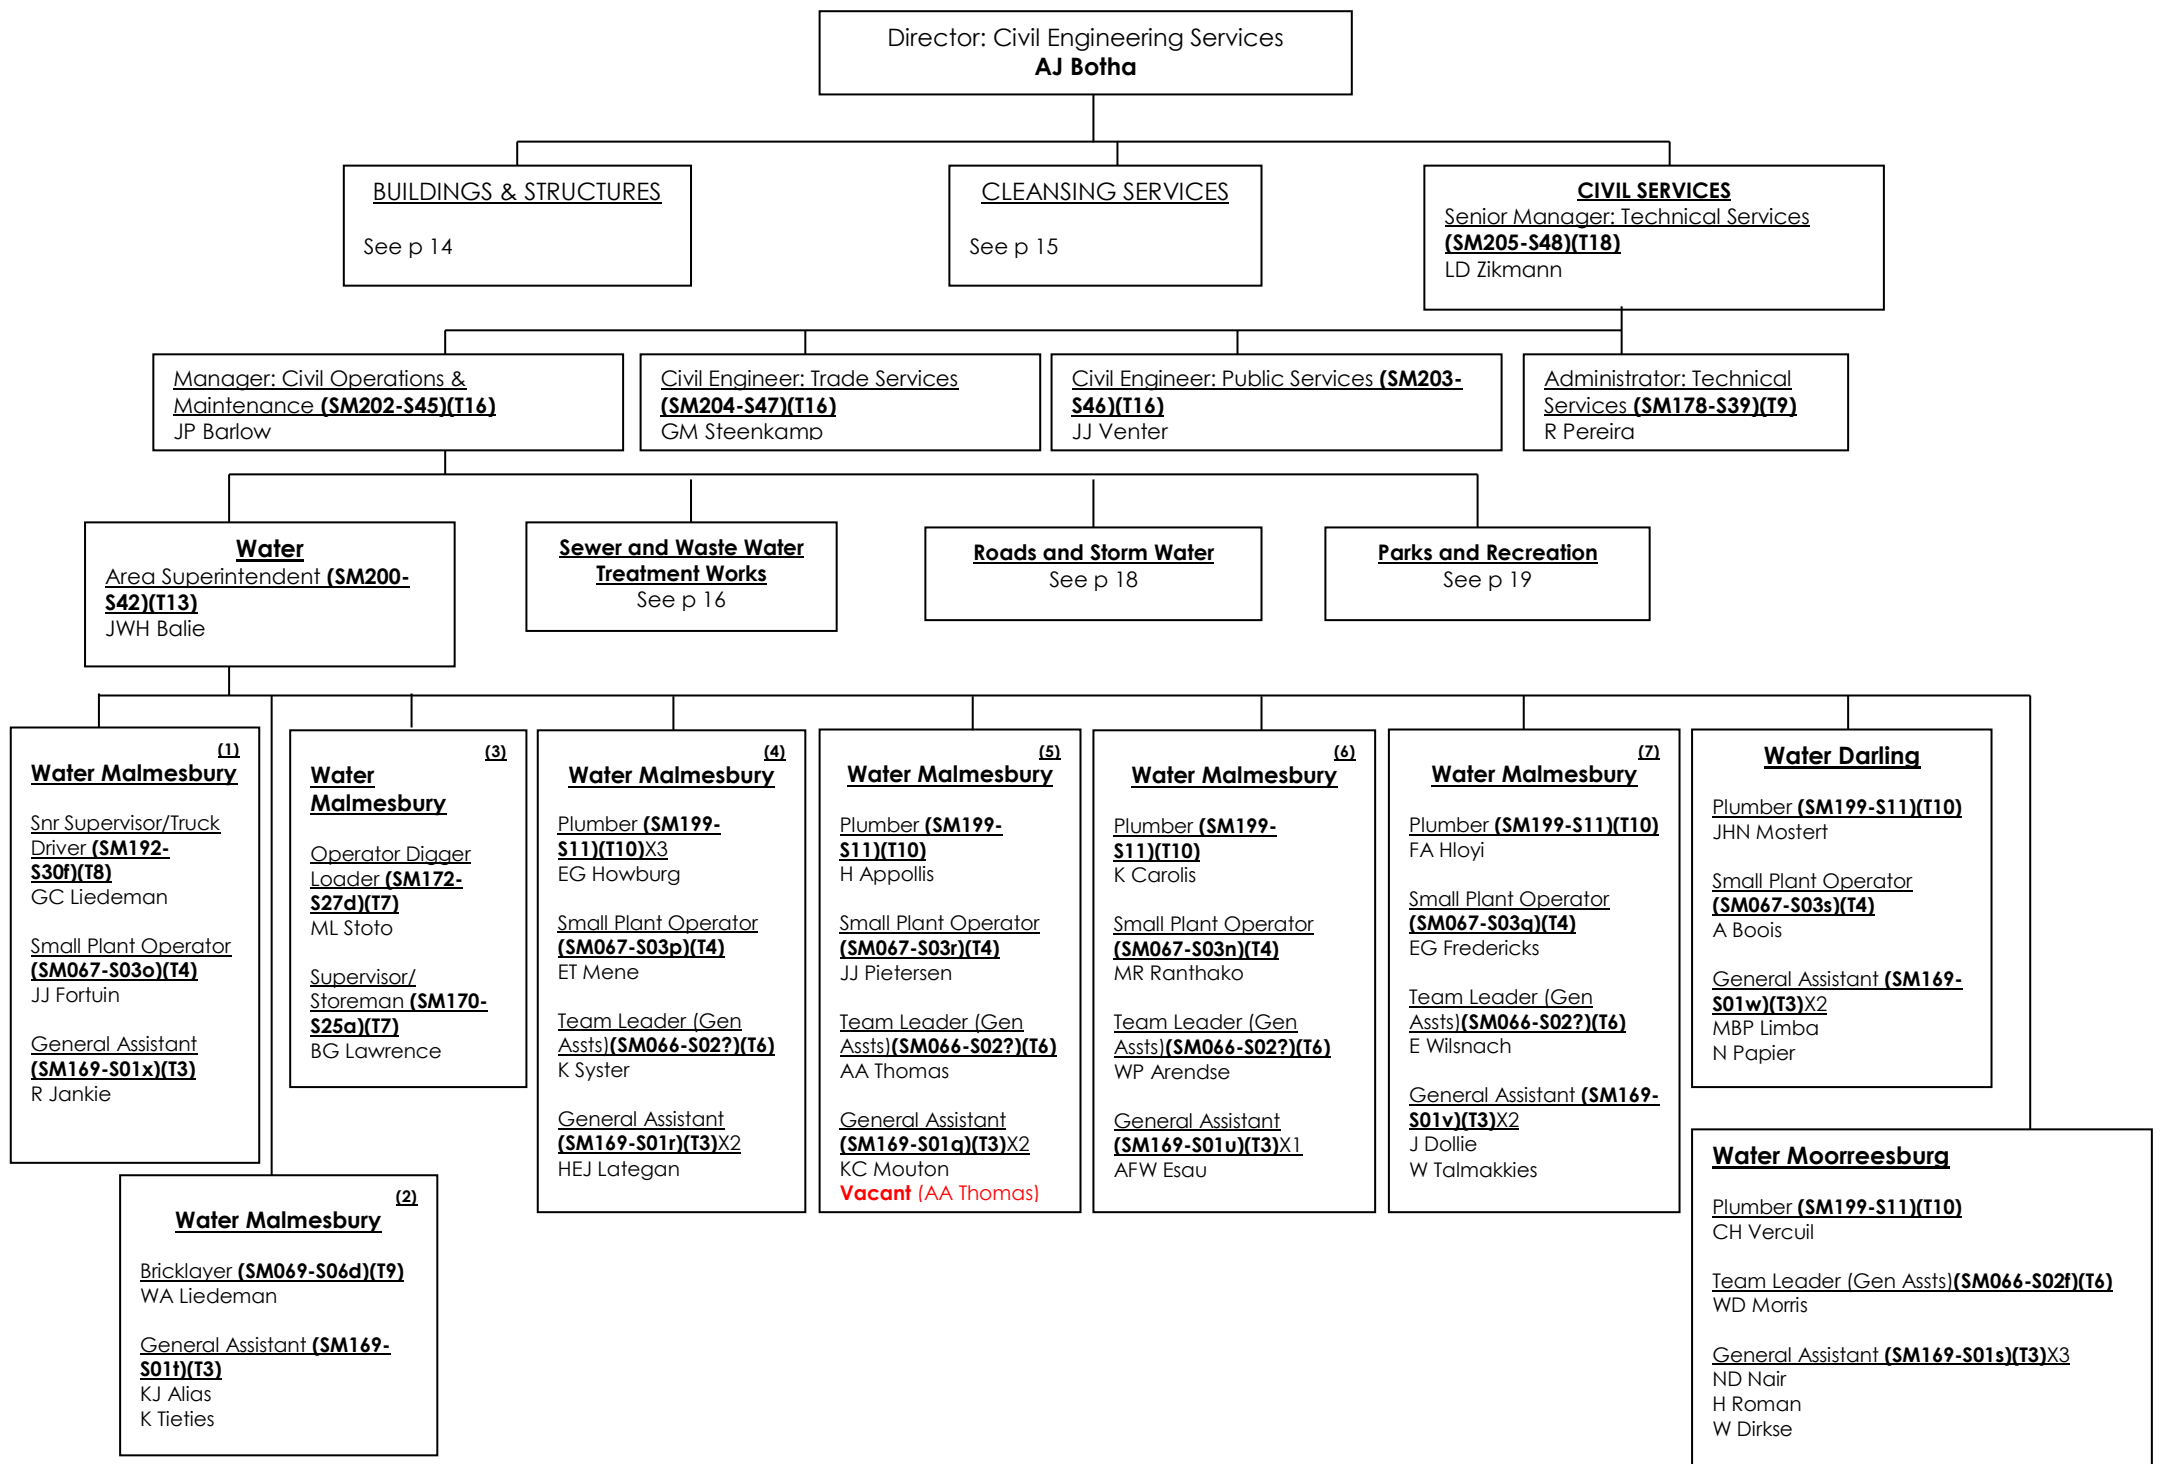 Director: Civil Engineering Services
AJ Botha
BUILDINGS & STRUCTURES
See p 14
CLEANSING SERVICES
See p 15
CIVIL SERVICES
Senior Manager: Technical Services
(SM205-S48)(T18)
LD Zikmann
Manager: Civil Operations &
Maintenance (SM202-S45)(T16)
JP Barlow
Civil Engineer: Trade Services
(SM204-S47)(T16)
GM Steenkamp
Civil Engineer: Public Services (SM203-
S46)(T16)
JJ Venter
Administrator: Technical
Services (SM178-S39)(T9)
R Pereira
Water
Area Superintendent (SM200-
S42)(T13)
JWH Balie
Sewer and Waste Water
Treatment Works
See p 16
Roads and Storm Water
See p 18
Parks and Recreation
See p 19
(1)
Water Malmesbury
Snr Supervisor/Truck
Driver (SM192-
S30f)(T8)
GC Liedeman
Small Plant Operator
(SM067-S03o)(T4)
JJ Fortuin
General Assistant
(SM169-S01x)(T3)
R Jankie
(2)
Water Malmesbury
Bricklayer (SM069-S06d)(T9)
WA Liedeman
General Assistant (SM169-
S01t)(T3)
KJ Alias
K Tieties
(3)
Water
Malmesbury
Operator Digger
Loader (SM172-
S27d)(T7)
ML Stoto
Supervisor/
Storeman (SM170-
S25a)(T7)
BG Lawrence
(4)
Water Malmesbury
Plumber (SM199-
S11)(T10)X3
EG Howburg
Small Plant Operator
(SM067-S03p)(T4)
ET Mene
Team Leader (Gen
Assts)(SM066-S02?)(T6)
K Syster
General Assistant
(SM169-S01r)(T3)X2
HEJ Lategan
(5)
Water Malmesbury
Plumber (SM199-
S11)(T10)
H Appollis
Small Plant Operator
(SM067-S03r)(T4)
JJ Pietersen
Team Leader (Gen
Assts)(SM066-S02?)(T6)
AA Thomas
General Assistant
(SM169-S01q)(T3)X2
KC Mouton
Vacant (AA Thomas)
(6)
Water Malmesbury
Plumber (SM199-
S11)(T10)
K Carolis
Small Plant Operator
(SM067-S03n)(T4)
MR Ranthako
Team Leader (Gen
Assts)(SM066-S02?)(T6)
WP Arendse
General Assistant
(SM169-S01u)(T3)X1
AFW Esau
(7)
Water Malmesbury
Plumber (SM199-S11)(T10)
FA Hloyi
Small Plant Operator
(SM067-S03q)(T4)
EG Fredericks
Team Leader (Gen
Assts)(SM066-S02?)(T6)
E Wilsnach
General Assistant (SM169-
S01v)(T3)X2
J Dollie
W Talmakkies
Water Darling
Plumber (SM199-S11)(T10)
JHN Mostert
Small Plant Operator
(SM067-S03s)(T4)
A Boois
General Assistant (SM169-
S01w)(T3)X2
MBP Limba
N Papier
Water Moorreesburg
Plumber (SM199-S11)(T10)
CH Vercuil
Team Leader (Gen Assts)(SM066-S02f)(T6)
WD Morris
General Assistant (SM169-S01s)(T3)X3
ND Nair
H Roman
W Dirkse